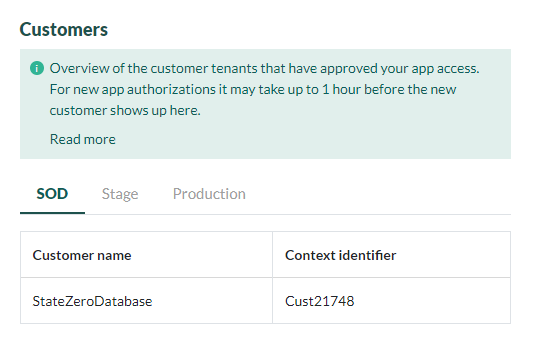 Customers
Overview of the customer tenants that have approved your app access.
For new app authorizations it may take up to 1 hour before the new
customer shows up here.
Read more
SOD Stage Production
Customer name Context identifier
StateZeroDatabase Cust21748